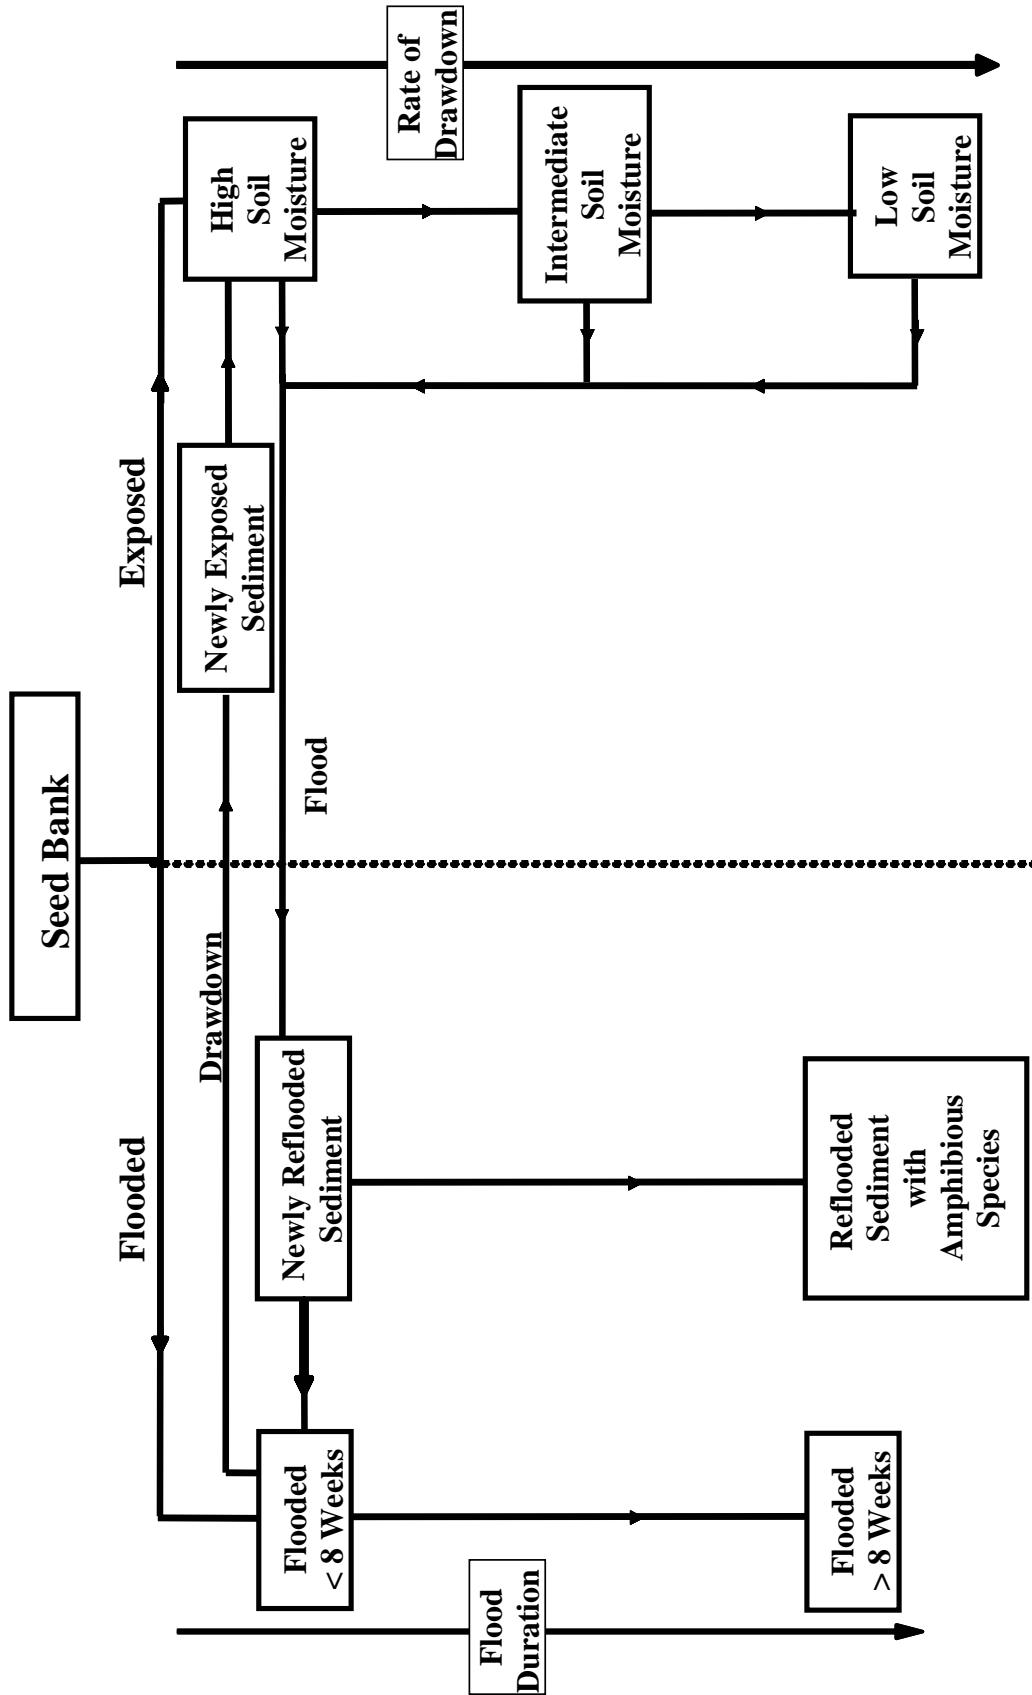 Seed Bank
Flooded
Exposed
Drawdown
Newly Exposed
Sediment
High
Soil
Moisture
Rate of
Drawdown
Flood
Flooded
< 8 Weeks
Newly Reflooded
Sediment
Flood
Duration
Intermediate
Soil
Moisture
Flooded
> 8 Weeks
Reflooded
Sediment
with
Amphibious
Species
Low
Soil
Moisture